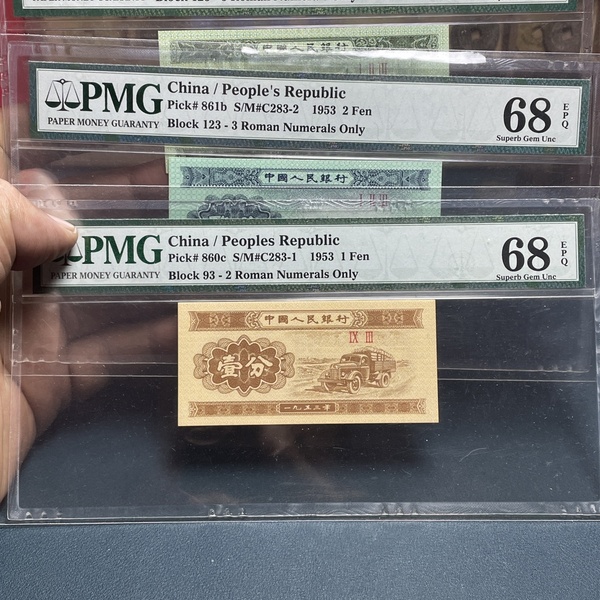 PMG
PAPER MONEY GUARANTY
China / People's Republic
Pick# 861b S/M#C283-2 1953 2 Fen
Block 123 - 3 Roman Numerals Only
68
EPQ
Superb Gem Unc
中國人民銀行
I II III
PMG
PAPER MONEY GUARANTY
China / Peoples Republic
Pick# 860c S/M#C283-1 1953 1 Fen
Block 93 - 2 Roman Numerals Only
68
EPQ
Superb Gem Unc
中國人民銀行
IX III
壹分
一九五三年